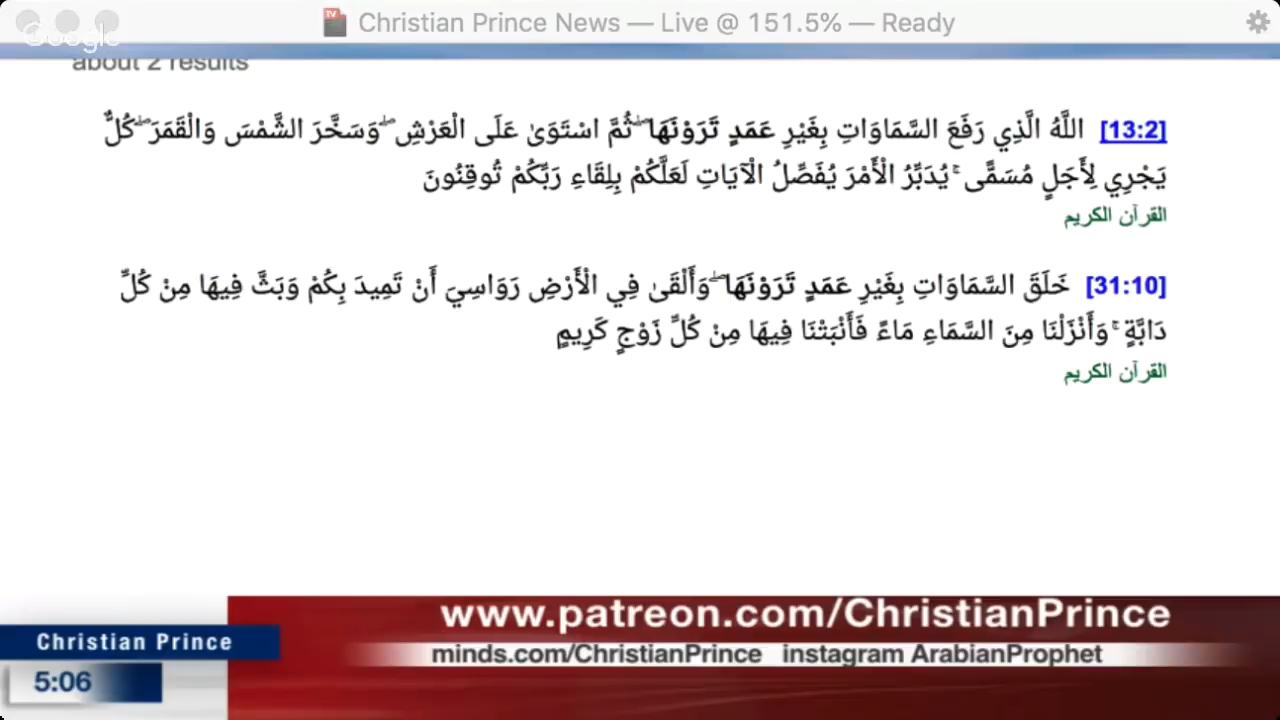 Christian Prince News — Live @ 151.5% — Ready
Google
about 2 results
[13:2] اللَّهُ الَّذِي رَفَعَ السَّمَاوَاتِ بِغَيْرِ عَمَدٍ تَرَوْنَهَا ۖ ثُمَّ اسْتَوَىٰ عَلَى الْعَرْشِ ۖ وَسَخَّرَ الشَّمْسَ وَالْقَمَرَ ۖ كُلٌّ
يَجْرِي لِأَجَلٍ مُسَمًّى ۚ يُدَبِّرُ الْأَمْرَ يُفَصِّلُ الْآيَاتِ لَعَلَّكُمْ بِلِقَاءِ رَبِّكُمْ تُوقِنُونَ
القرآن الكريم
[31:10] خَلَقَ السَّمَاوَاتِ بِغَيْرِ عَمَدٍ تَرَوْنَهَا ۖ وَأَلْقَىٰ فِي الْأَرْضِ رَوَاسِيَ أَنْ تَمِيدَ بِكُمْ وَبَثَّ فِيهَا مِنْ كُلِّ
دَابَّةٍ ۚ وَأَنْزَلْنَا مِنَ السَّمَاءِ مَاءً فَأَنْبَتْنَا فِيهَا مِنْ كُلِّ زَوْجٍ كَرِيمٍ
القرآن الكريم
www.patreon.com/ChristianPrince
Christian Prince
minds.com/ChristianPrince instagram ArabianProphet
5:06